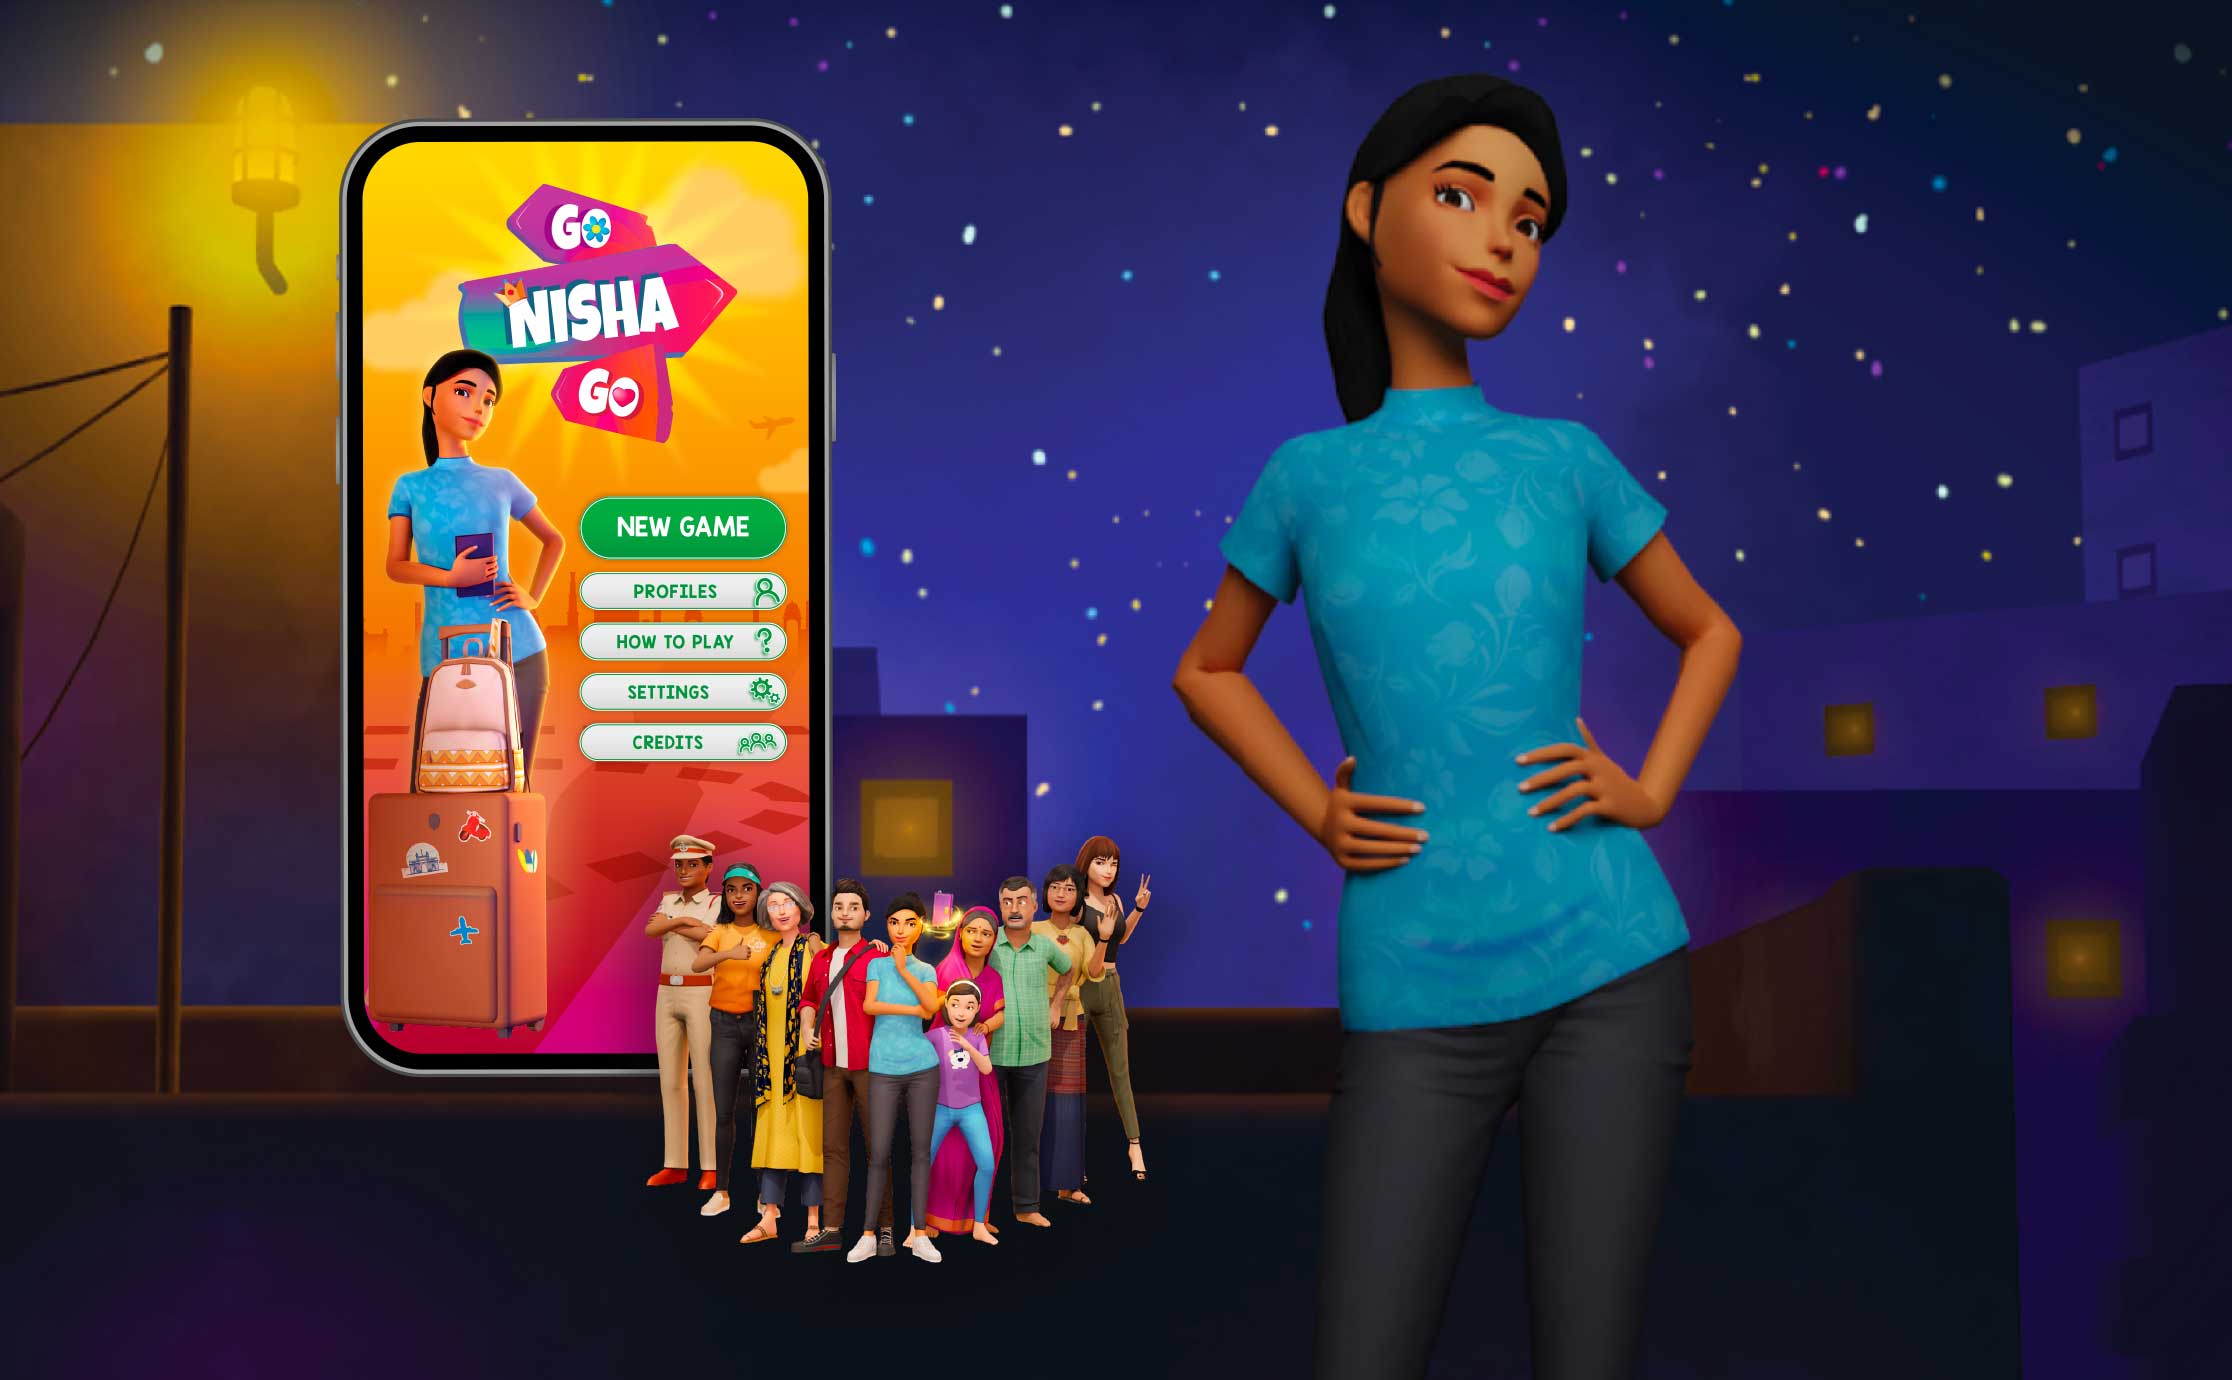 GO
NISHA
GO
NEW GAME
PROFILES
HOW TO PLAY
SETTINGS
CREDITS